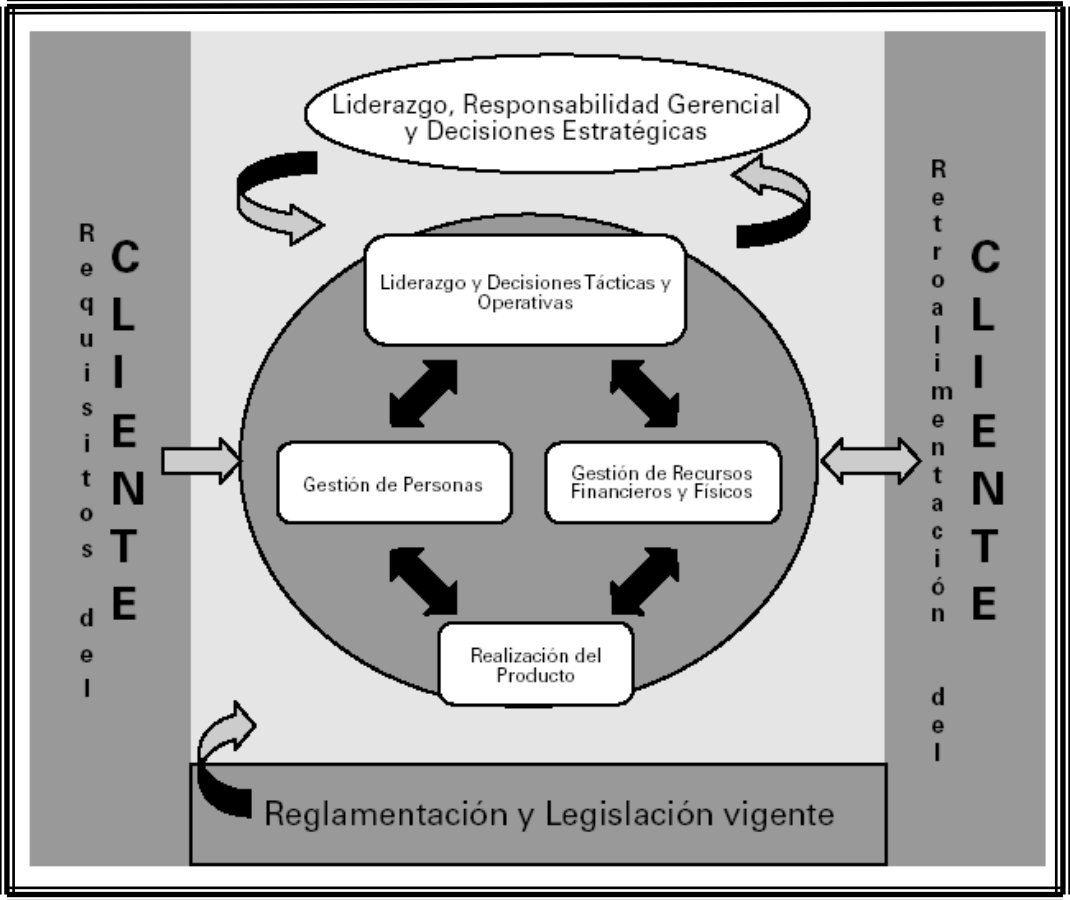 Liderazgo, Responsabilidad Gerencial
y Decisiones Estratégicas
Requisitos del
CLIENTE
Liderazgo y Decisiones Tácticas y
Operativas
Gestión de Personas
Gestión de Recursos
Financieros y Físicos
Realización del
Producto
Retroalimentación del
CLIENTE
Reglamentación y Legislación vigente